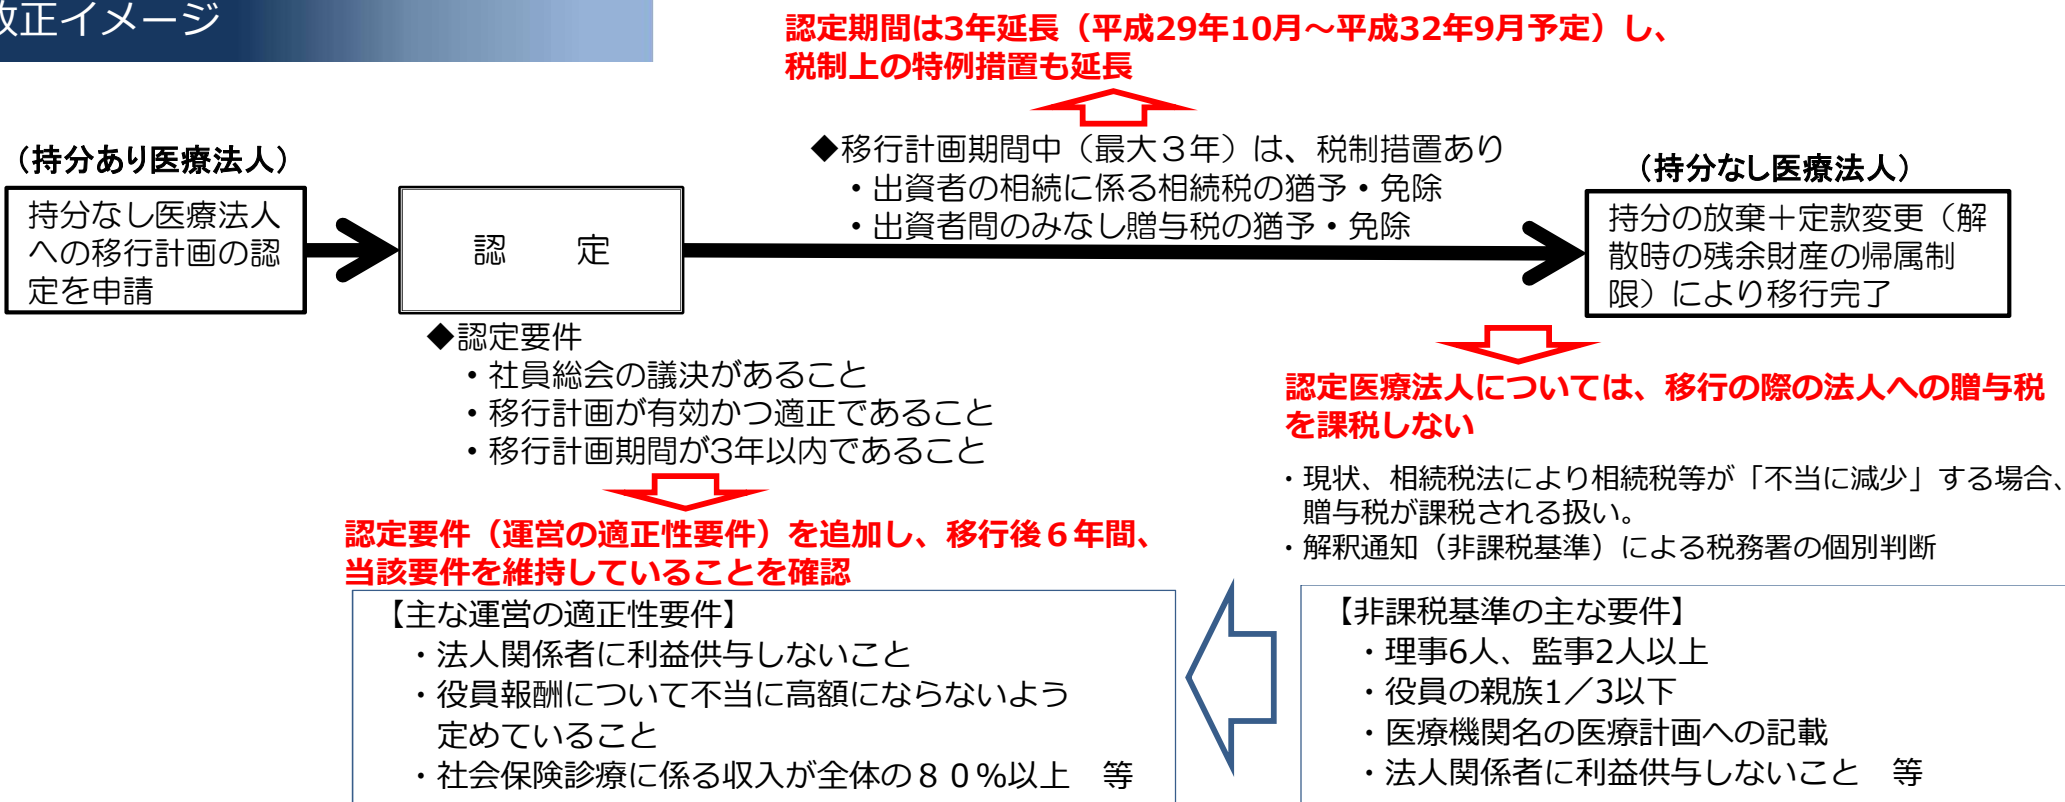 改正イメージ
認定期間は3年延長（平成29年10月～平成32年9月予定）し、
税制上の特例措置も延長
◆移行計画期間中（最大３年）は、税制措置あり
・出資者の相続に係る相続税の猶予・免除
・出資者間のみなし贈与税の猶予・免除
（持分あり医療法人）
持分なし医療法人
への移行計画の認
定を申請
認　定
（持分なし医療法人）
持分の放棄＋定款変更（解
散時の残余財産の帰属制
限）により移行完了
◆認定要件
・社員総会の議決があること
・移行計画が有効かつ適正であること
・移行計画期間が3年以内であること
認定要件（運営の適正性要件）を追加し、移行後６年間、
当該要件を維持していることを確認
【主な運営の適正性要件】
・法人関係者に利益供与しないこと
・役員報酬について不当に高額にならないよう
定めていること
・社会保険診療に係る収入が全体の８０％以上　等
認定医療法人については、移行の際の法人への贈与税
を課税しない
・現状、相続税法により相続税等が「不当に減少」する場合、
贈与税が課税される扱い。
・解釈通知（非課税基準）による税務署の個別判断
【非課税基準の主な要件】
・理事6人、監事2人以上
・役員の親族1／3以下
・医療機関名の医療計画への記載
・法人関係者に利益供与しないこと　等